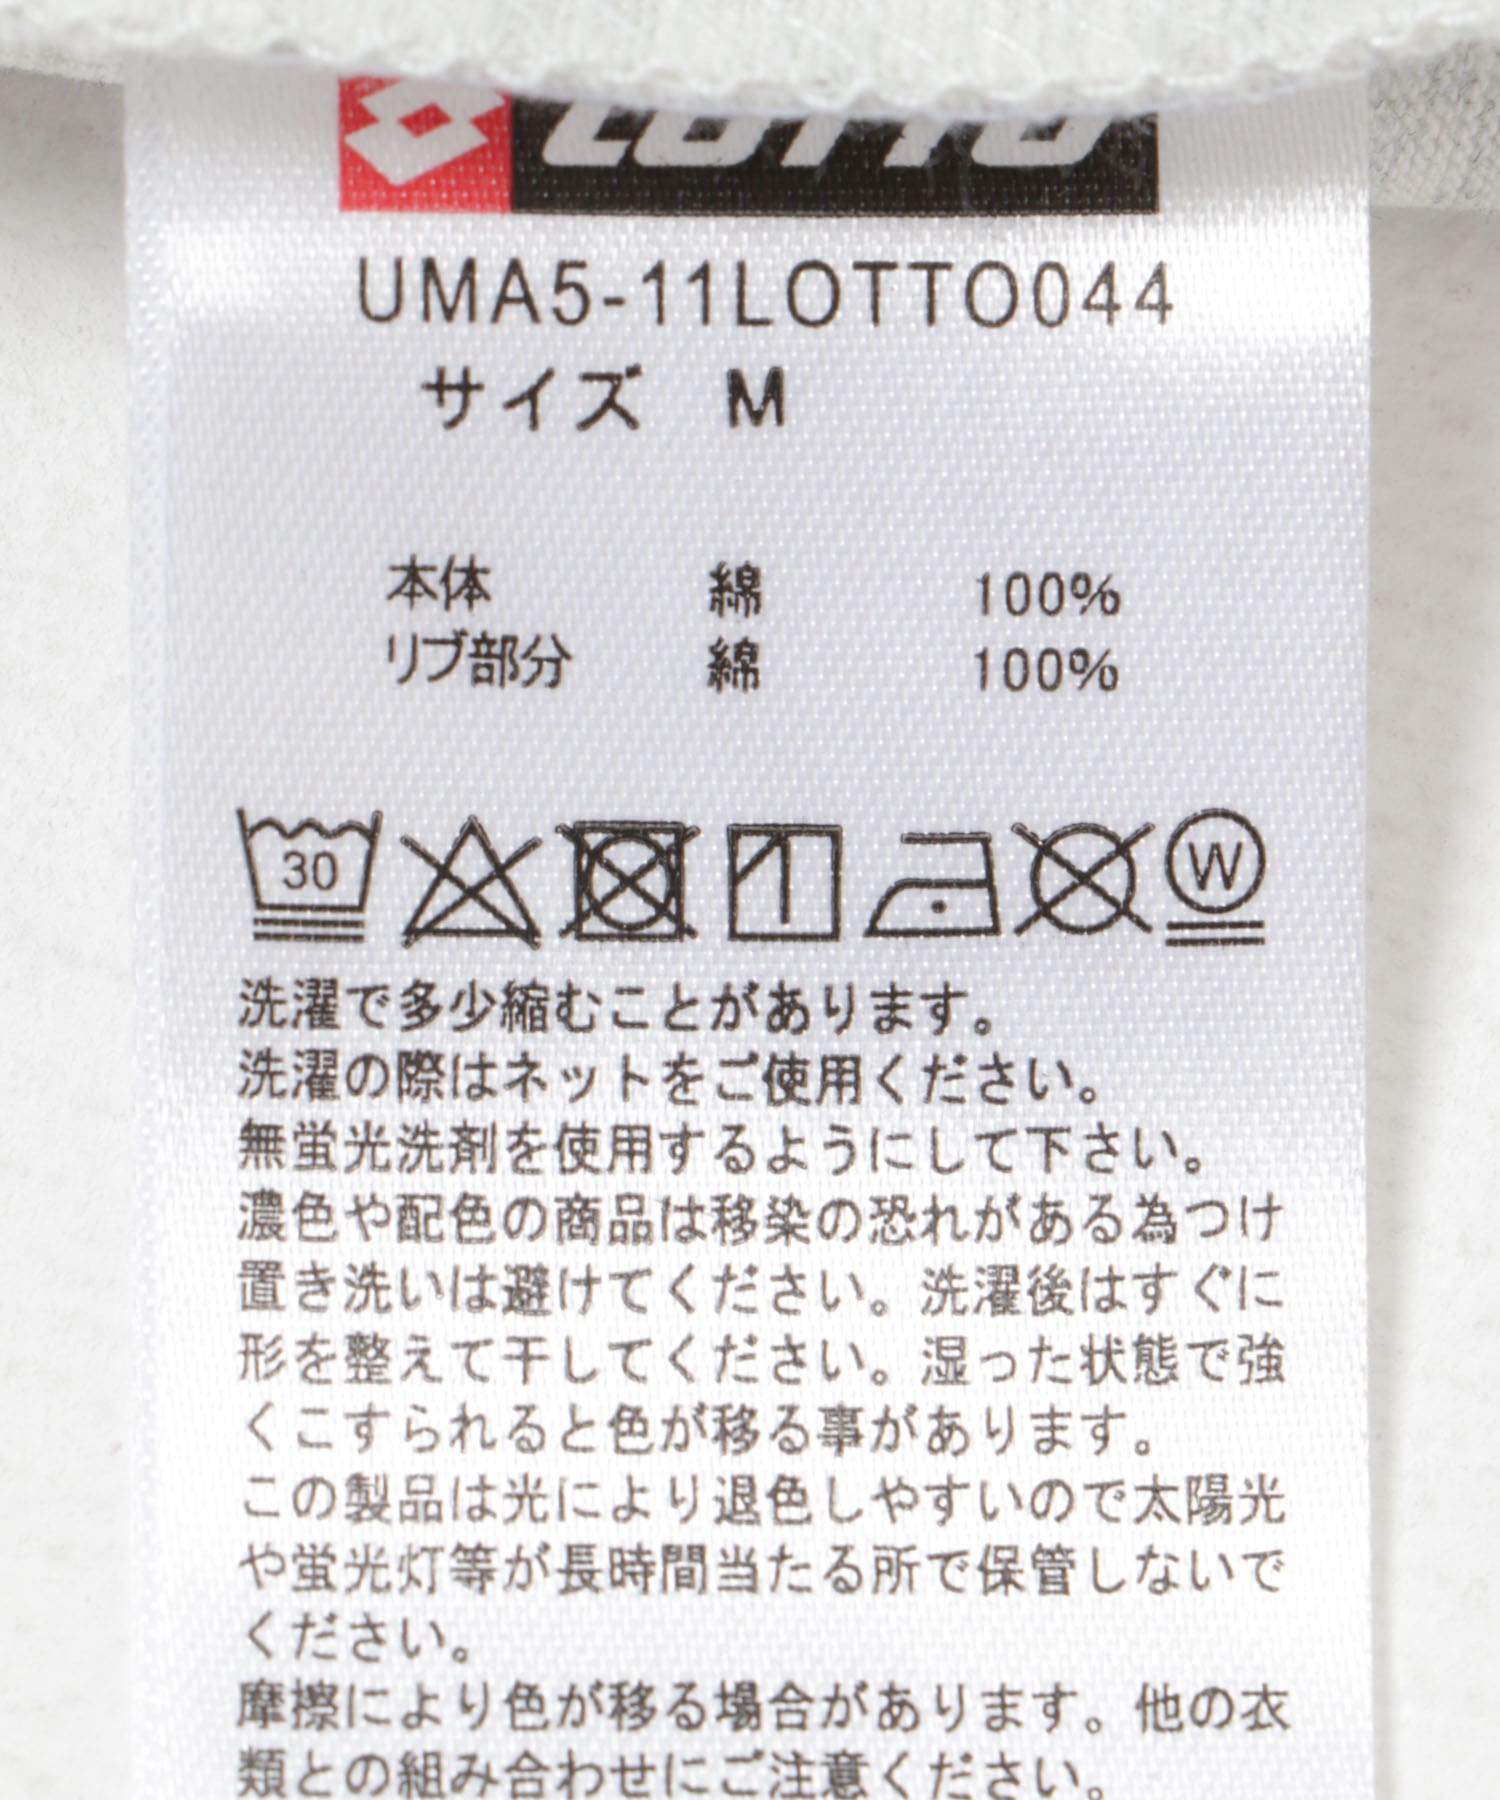 LOTTO
UMA5-11LOTTO044
サイズ M
本体 綿 100%
リブ部分 綿 100%
30 W
洗濯で多少縮むことがあります。
洗濯の際はネットをご使用ください。
無蛍光洗剤を使用するようにして下さい。
濃色や配色の商品は移染の恐れがある為つけ
置き洗いは避けてください。洗濯後はすぐに
形を整えて干してください。湿った状態で強
くこすられると色が移る事があります。
この製品は光により退色しやすいので太陽光
や蛍光灯等が長時間当たる所で保管しないで
ください。
摩擦により色が移る場合があります。他の衣
類との組み合わせにご注意ください。